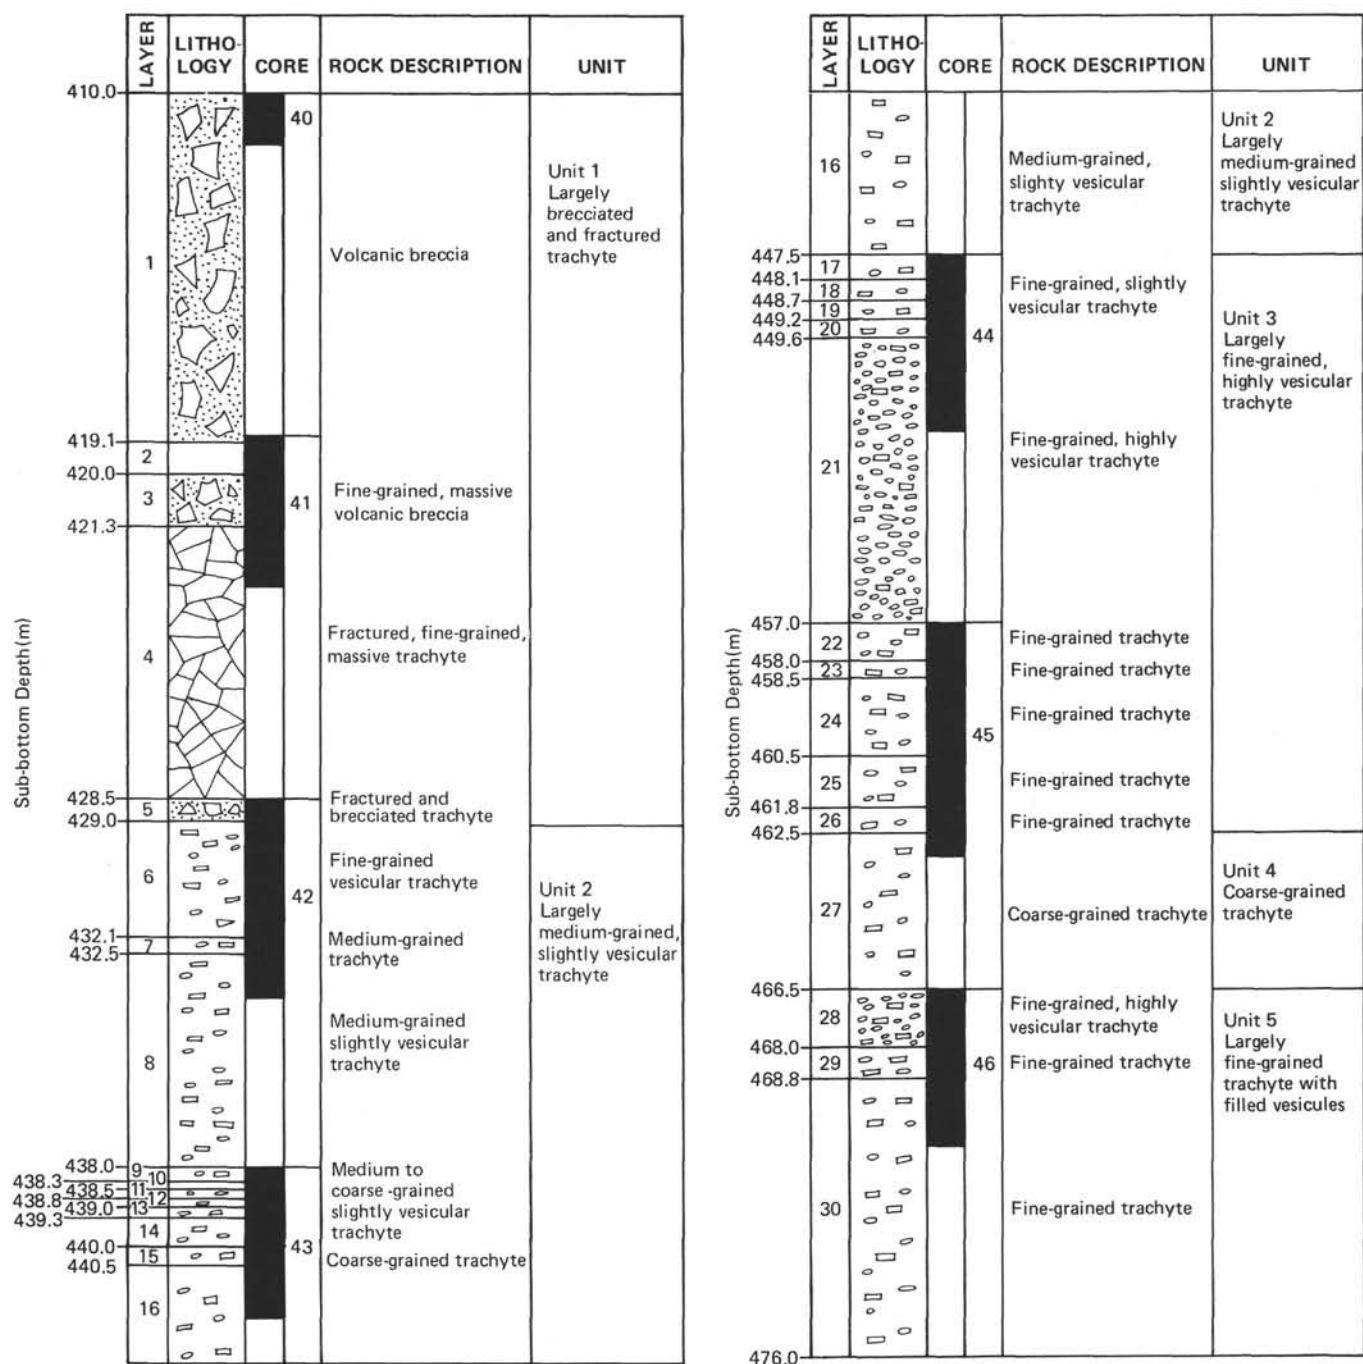 LAYER
LITHO-
LOGY
CORE
ROCK DESCRIPTION
UNIT
Sub-bottom Depth(m)
410.0
40
1
Volcanic breccia
Unit 1
Largely
brecciated
and fractured
trachyte
419.1
2
420.0
3
41
Fine-grained, massive
volcanic breccia
421.3
4
Fractured, fine-grained,
massive trachyte
428.5
5
Fractured and
brecciated trachyte
429.0
6
42
Fine-grained
vesicular trachyte
Unit 2
Largely
medium-grained,
slightly vesicular
trachyte
432.1
7
Medium-grained
trachyte
432.5
8
Medium-grained
slightly vesicular
trachyte
438.0
9
438.3
10
438.5
11
438.8
12
439.0
13
439.3
Medium to
coarse -grained
slightly vesicular
trachyte
14
43
440.0
15
Coarse-grained trachyte
440.5
16
LAYER
LITHO-
LOGY
CORE
ROCK DESCRIPTION
UNIT
Sub-bottom Depth(m)
16
Medium-grained,
slighty vesicular
trachyte
Unit 2
Largely
medium-grained
slightly vesicular
trachyte
447.5
17
448.1
18
448.7
19
449.2
20
449.6
Fine-grained, slightly
vesicular trachyte
44
Unit 3
Largely
fine-grained,
highly vesicular
trachyte
21
Fine-grained, highly
vesicular trachyte
457.0
22
Fine-grained trachyte
458.0
23
Fine-grained trachyte
458.5
24
Fine-grained trachyte
45
460.5
25
Fine-grained trachyte
461.8
26
Fine-grained trachyte
462.5
27
Coarse-grained trachyte
Unit 4
Coarse-grained
trachyte
466.5
28
Fine-grained, highly
vesicular trachyte
Unit 5
Largely
fine-grained
trachyte with
filled vesicules
468.0
29
46
Fine-grained trachyte
468.8
30
Fine-grained trachyte
476.0